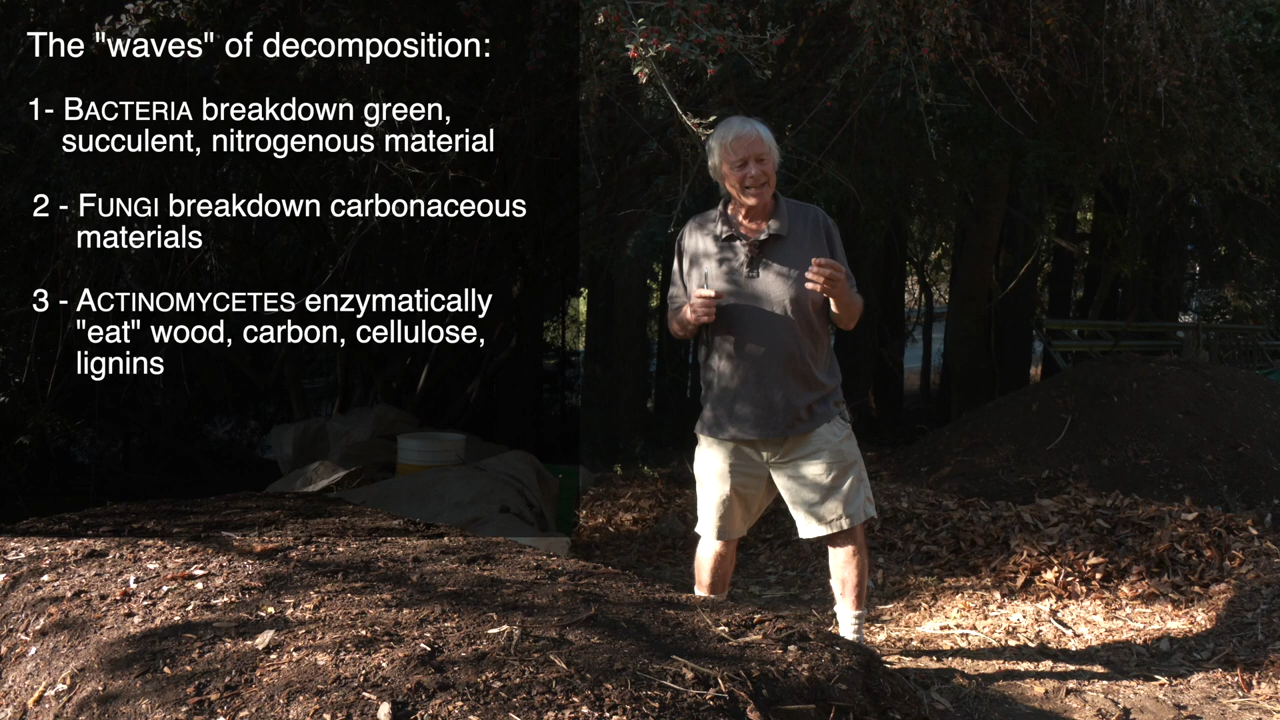 The "waves" of decomposition:
1- BACTERIA breakdown green,
succulent, nitrogenous material
2 - FUNGI breakdown carbonaceous
materials
3 - ACTINOMYCETES enzymatically
"eat" wood, carbon, cellulose,
lignins